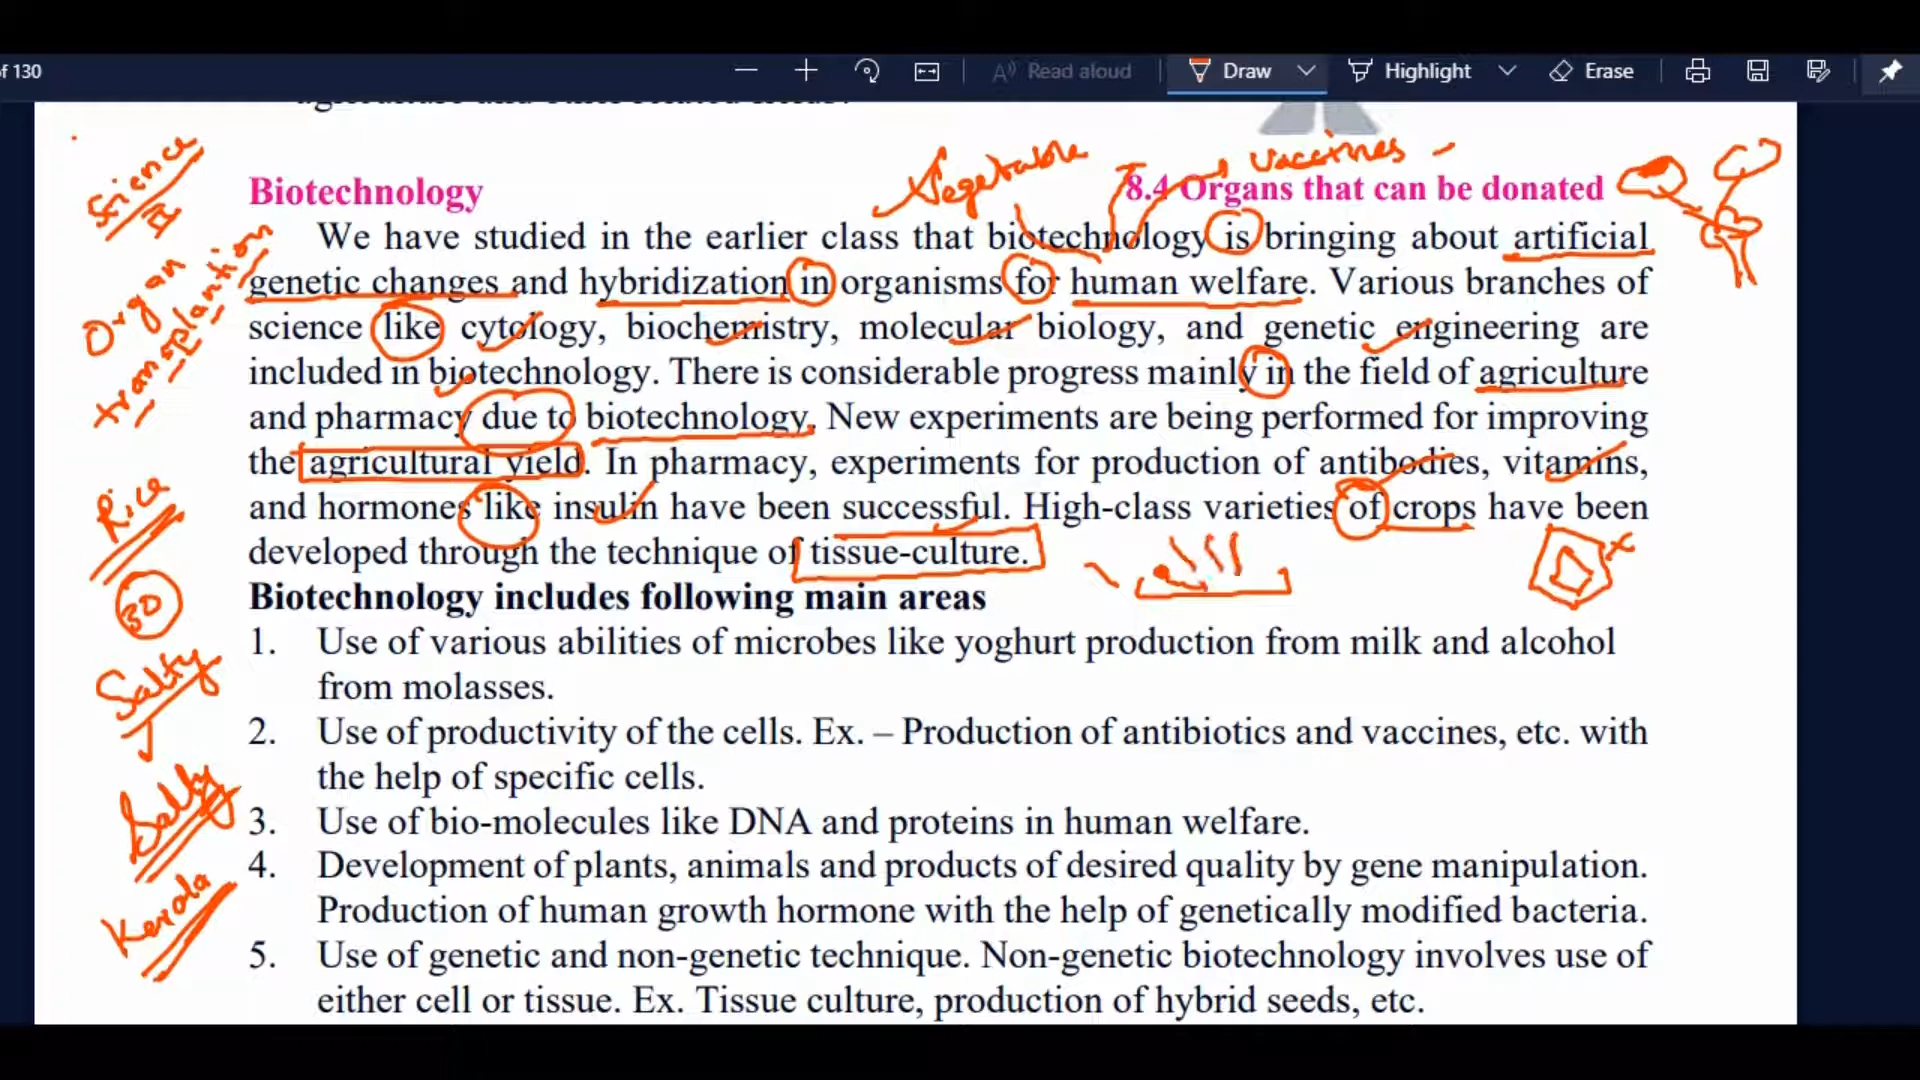 of 130
Read aloud
Draw
Highlight
Erase
Science
II
Vegetable
vaccines
Biotechnology
8.4 Organs that can be donated
We have studied in the earlier class that biotechnology is bringing about artificial
genetic changes and hybridization in organisms for human welfare. Various branches of
science like cytology, biochemistry, molecular biology, and genetic engineering are
included in biotechnology. There is considerable progress mainly in the field of agriculture
and pharmacy due to biotechnology. New experiments are being performed for improving
the agricultural yield. In pharmacy, experiments for production of antibodies, vitamins,
and hormones like insulin have been successful. High-class varieties of crops have been
developed through the technique of tissue-culture.
Organ
transplantion
Rice
3D
Salty
Salty
Kerala
Biotechnology includes following main areas
1. Use of various abilities of microbes like yoghurt production from milk and alcohol
from molasses.
2. Use of productivity of the cells. Ex. – Production of antibiotics and vaccines, etc. with
the help of specific cells.
3. Use of bio-molecules like DNA and proteins in human welfare.
4. Development of plants, animals and products of desired quality by gene manipulation.
Production of human growth hormone with the help of genetically modified bacteria.
5. Use of genetic and non-genetic technique. Non-genetic biotechnology involves use of
either cell or tissue. Ex. Tissue culture, production of hybrid seeds, etc.